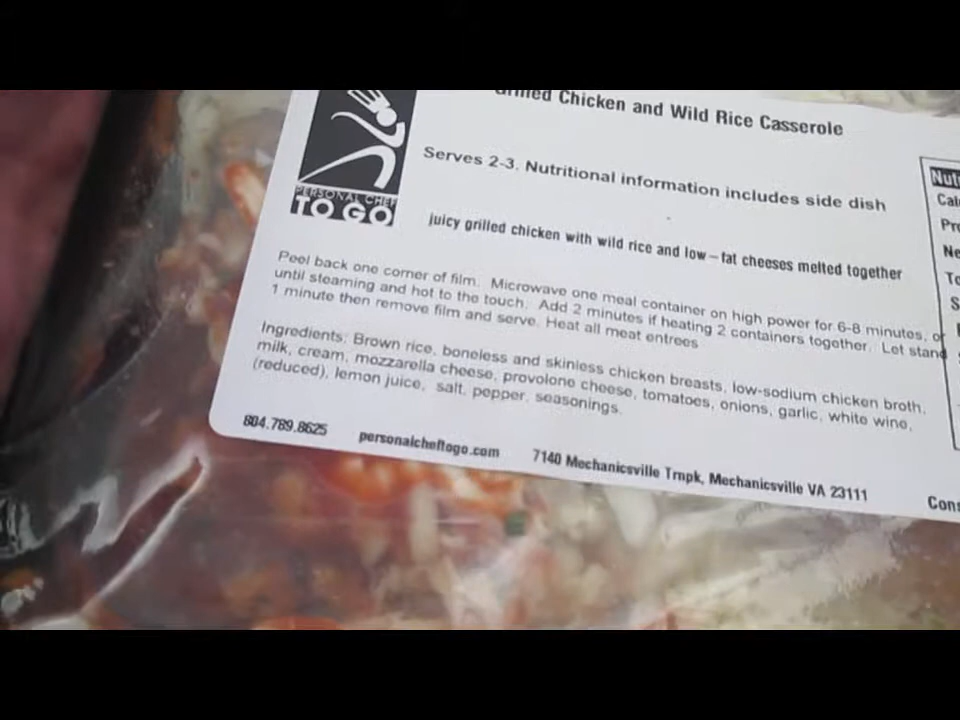 Grilled Chicken and Wild Rice Casserole
Serves 2-3. Nutritional information includes side dish
PERSONAL CHEF
TO GO
juicy grilled chicken with wild rice and low-fat cheeses melted together
Peel back one corner of film. Microwave one meal container on high power for 6-8 minutes, or
until steaming and hot to the touch. Add 2 minutes if heating 2 containers together. Let stand
1 minute then remove film and serve. Heat all meat entrees
Ingredients: Brown rice, boneless and skinless chicken breasts, low-sodium chicken broth,
milk, cream, mozzarella cheese, provolone cheese, tomatoes, onions, garlic, white wine,
(reduced), lemon juice, salt, pepper, seasonings.
804.789.8625 personalcheftogo.com 7140 Mechanicsville Trnpk, Mechanicsville VA 23111